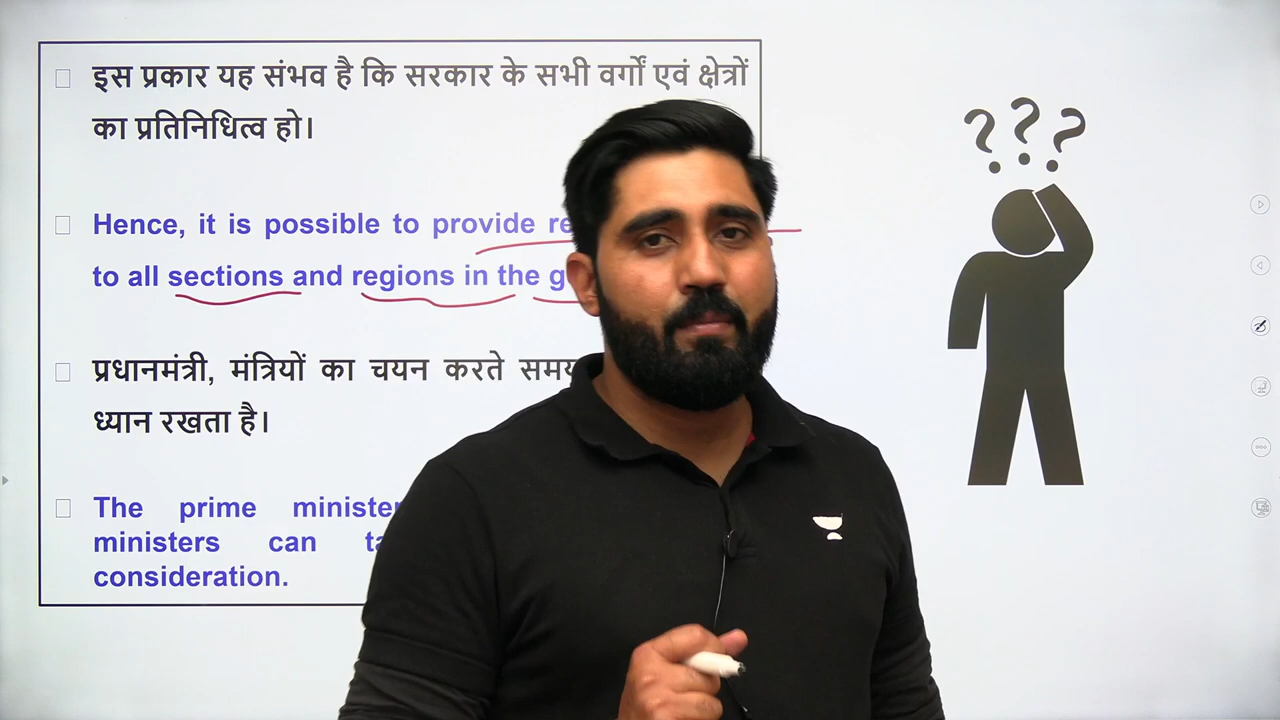 इस प्रकार यह संभव है कि सरकार के सभी वर्गों एवं क्षेत्रों
का प्रतिनिधित्व हो।
Hence, it is possible to provide
to all sections and regions in the
प्रधानमंत्री, मंत्रियों का चयन करते समय
ध्यान रखता है।
The prime minister
ministers can
consideration.
???